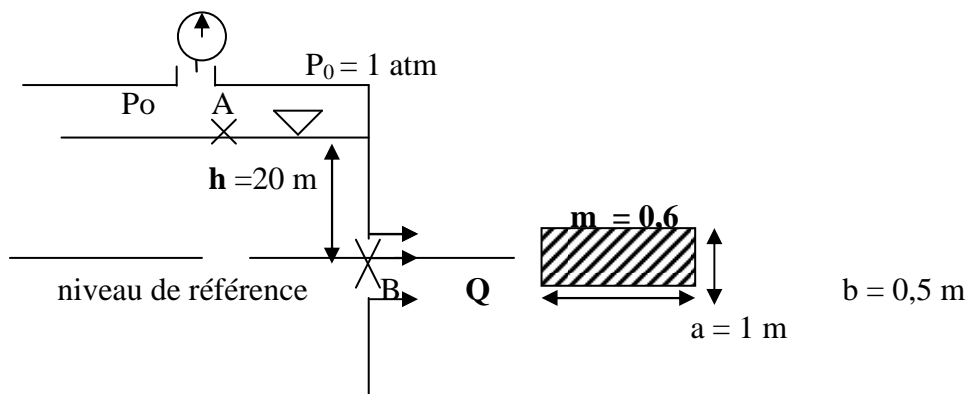 P₀ = 1 atm
Po A
h =20 m
m = 0,6
niveau de référence B Q b = 0,5 m
a = 1 m